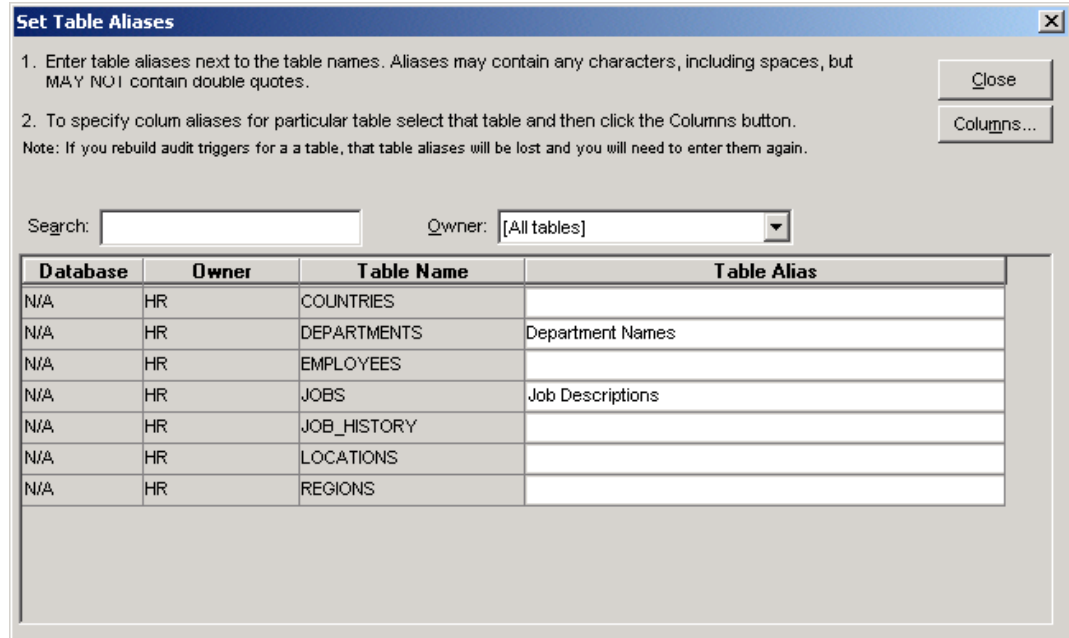 Set Table Aliases
1. Enter table aliases next to the table names. Aliases may contain any characters, including spaces, but
MAY NOT contain double quotes.
Close
2. To specify colum aliases for particular table select that table and then click the Columns button.
Columns...
Note: If you rebuild audit triggers for a a table, that table aliases will be lost and you will need to enter them again.
Search: Owner: [All tables]
Database Owner Table Name Table Alias
N/A HR COUNTRIES
N/A HR DEPARTMENTS Department Names
N/A HR EMPLOYEES
N/A HR JOBS Job Descriptions
N/A HR JOB_HISTORY
N/A HR LOCATIONS
N/A HR REGIONS